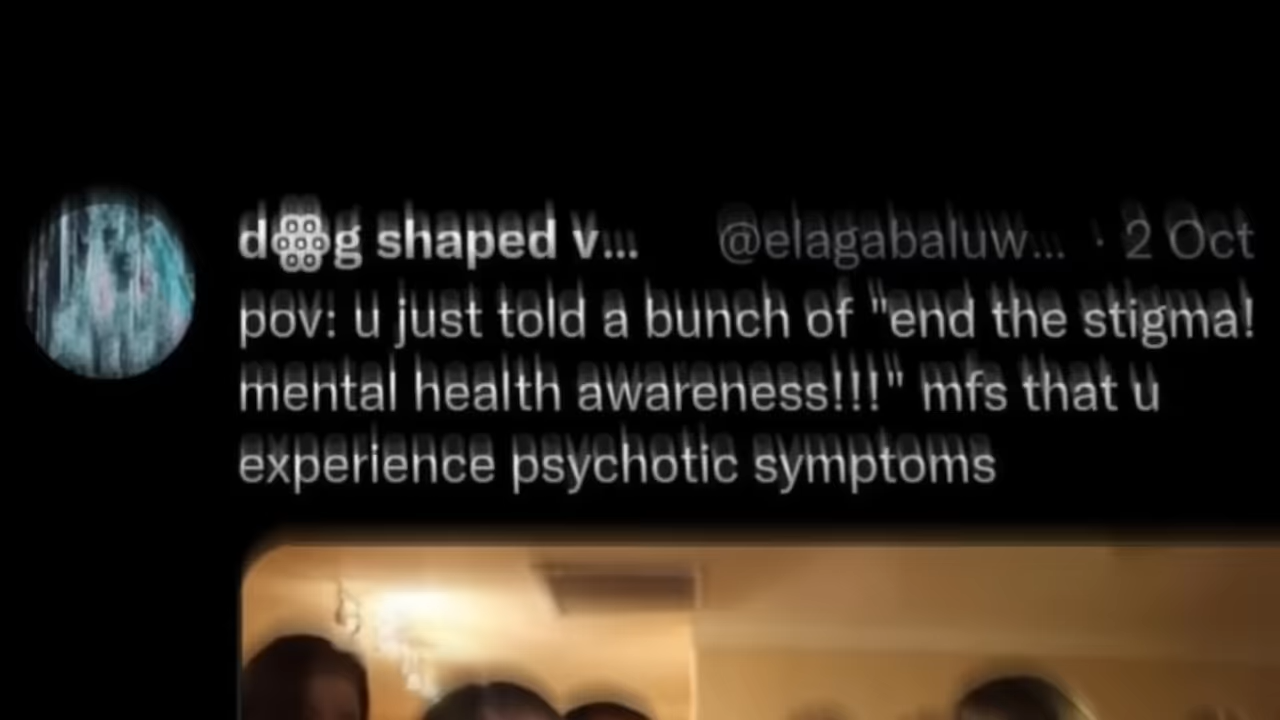 dꙮg shaped v... @elagabaluw... · 2 Oct
pov: u just told a bunch of "end the stigma!
mental health awareness!!!" mfs that u
experience psychotic symptoms